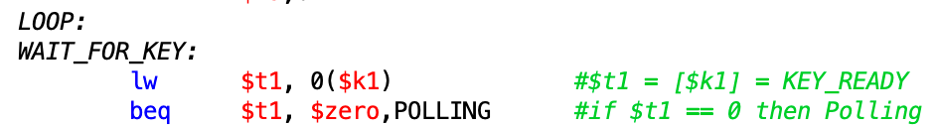 LOOP:
WAIT_FOR_KEY:
lw $t1, 0($k1) #$t1 = [$k1] = KEY_READY
beq $t1, $zero,POLLING #if $t1 == 0 then Polling